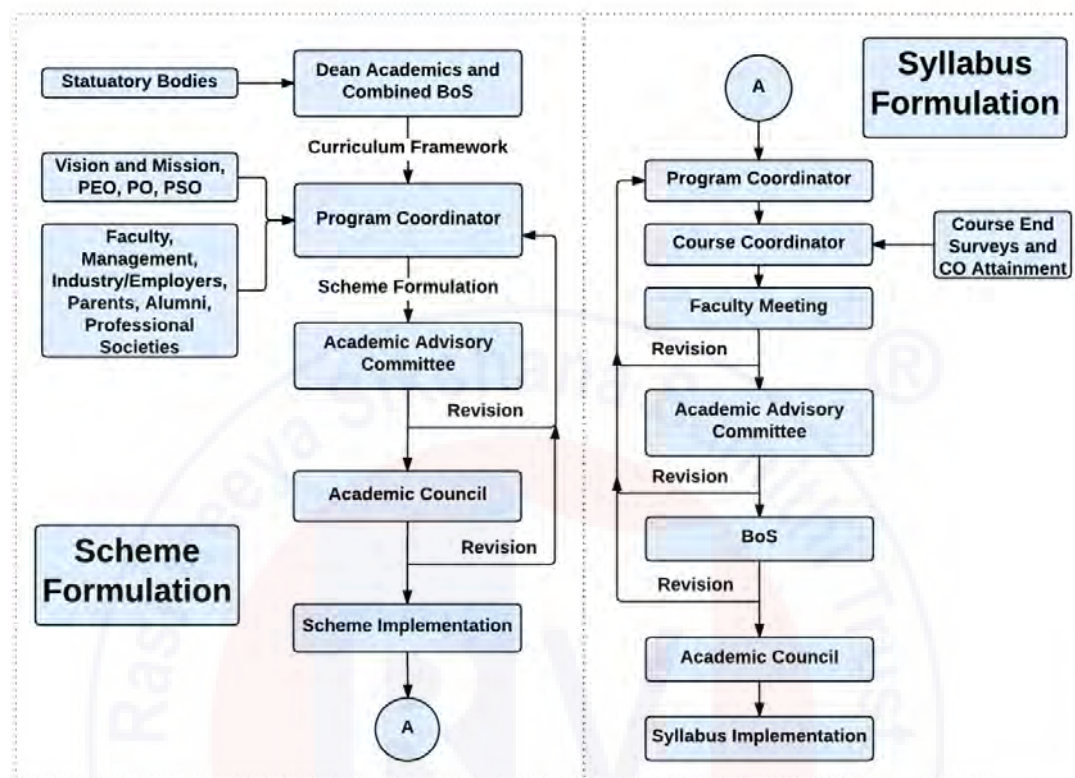 Statuatory Bodies
Dean Academics and
Combined BoS
Curriculum Framework
Vision and Mission,
PEO, PO, PSO
Program Coordinator
Faculty,
Management,
Industry/Employers,
Parents, Alumni,
Professional
Societies
Scheme Formulation
Academic Advisory
Committee
Revision
Academic Council
Revision
Scheme
Formulation
Scheme Implementation
A
A
Syllabus
Formulation
Program Coordinator
Course Coordinator
Course End
Surveys and
CO Attainment
Faculty Meeting
Revision
Academic Advisory
Committee
Revision
BoS
Revision
Academic Council
Syllabus Implementation
RV
Trust
®